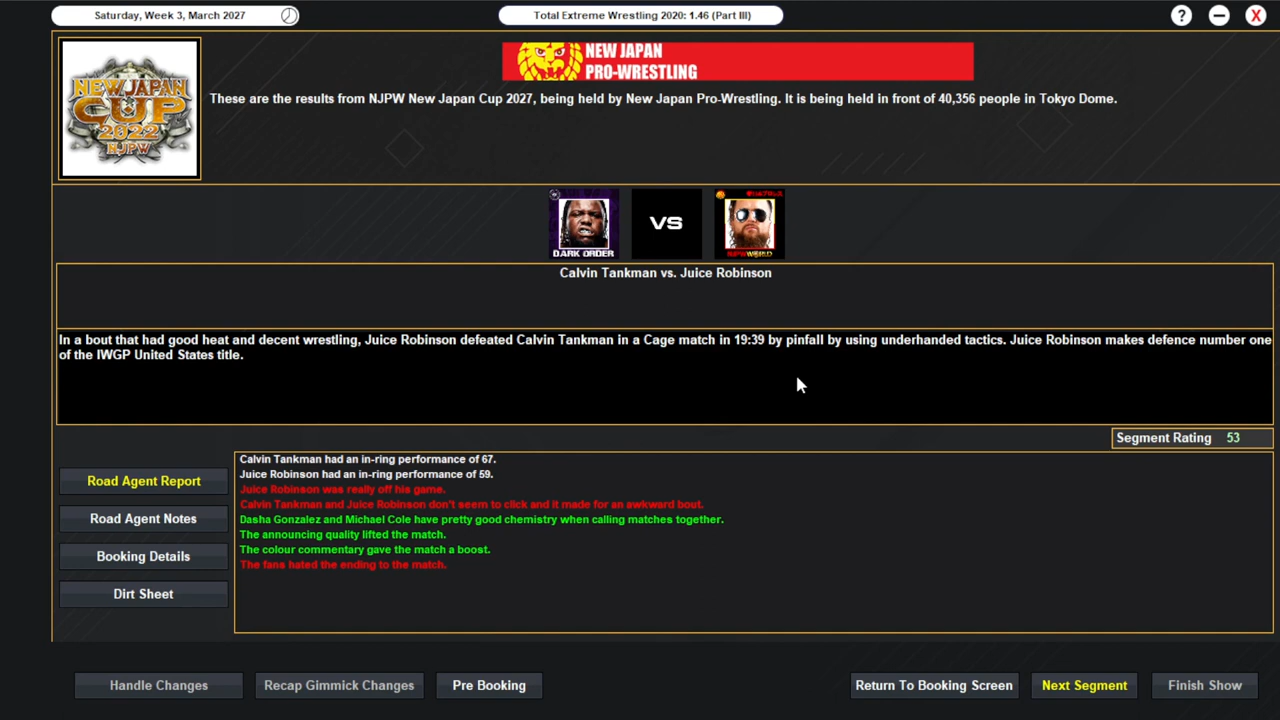 Saturday, Week 3, March 2027
Total Extreme Wrestling 2020: 1.46 (Part III)
?
X
NEW JAPAN
CUP
2022
NJPW
NEW JAPAN
PRO-WRESTLING
These are the results from NJPW New Japan Cup 2027, being held by New Japan Pro-Wrestling. It is being held in front of 40,356 people in Tokyo Dome.
DARK ORDER
VS
Calvin Tankman vs. Juice Robinson
In a bout that had good heat and decent wrestling, Juice Robinson defeated Calvin Tankman in a Cage match in 19:39 by pinfall by using underhanded tactics. Juice Robinson makes defence number one
of the IWGP United States title.
Segment Rating 53
Road Agent Report
Road Agent Notes
Booking Details
Dirt Sheet
Calvin Tankman had an in-ring performance of 67.
Juice Robinson had an in-ring performance of 59.
Juice Robinson was really off his game.
Calvin Tankman and Juice Robinson don't seem to click and it made for an awkward bout.
Dasha Gonzalez and Michael Cole have pretty good chemistry when calling matches together.
The announcing quality lifted the match.
The colour commentary gave the match a boost.
The fans hated the ending to the match.
Handle Changes
Recap Gimmick Changes
Pre Booking
Return To Booking Screen
Next Segment
Finish Show